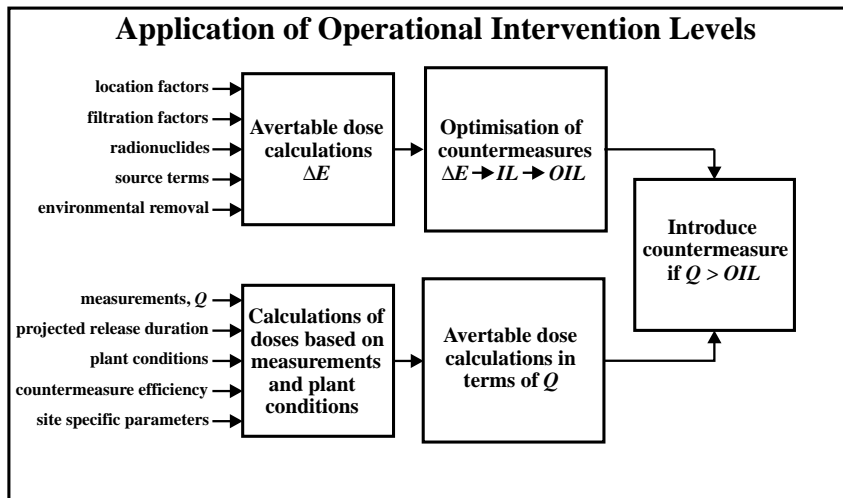 Application of Operational Intervention Levels
location factors
filtration factors
radionuclides
source terms
environmental removal
Avertable dose
calculations
ΔE
Optimisation of
countermeasures
ΔE → IL → OIL
Introduce
countermeasure
if Q > OIL
measurements, Q
projected release duration
plant conditions
countermeasure efficiency
site specific parameters
Calculations of
doses based on
measurements
and plant
conditions
Avertable dose
calculations in
terms of Q